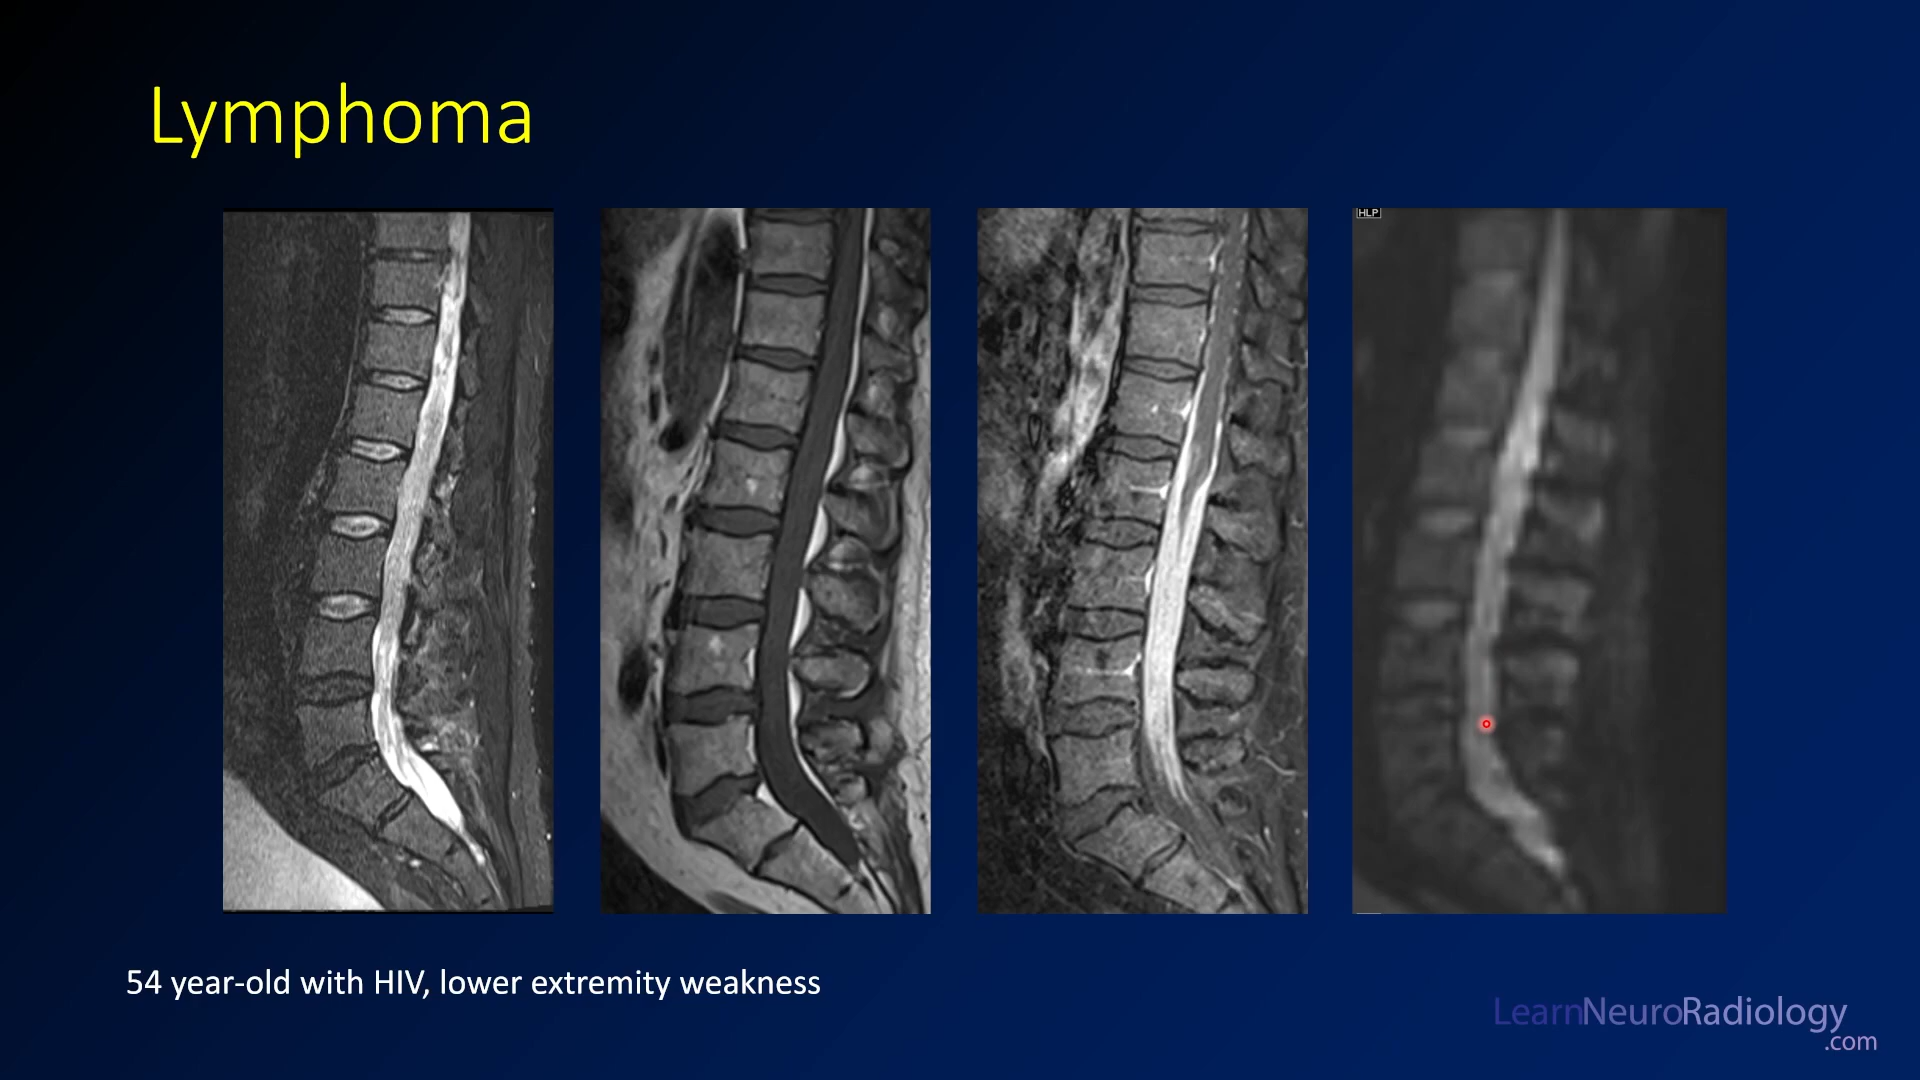 Lymphoma
HLP
54 year-old with HIV, lower extremity weakness
LearnNeuroRadiology
.com